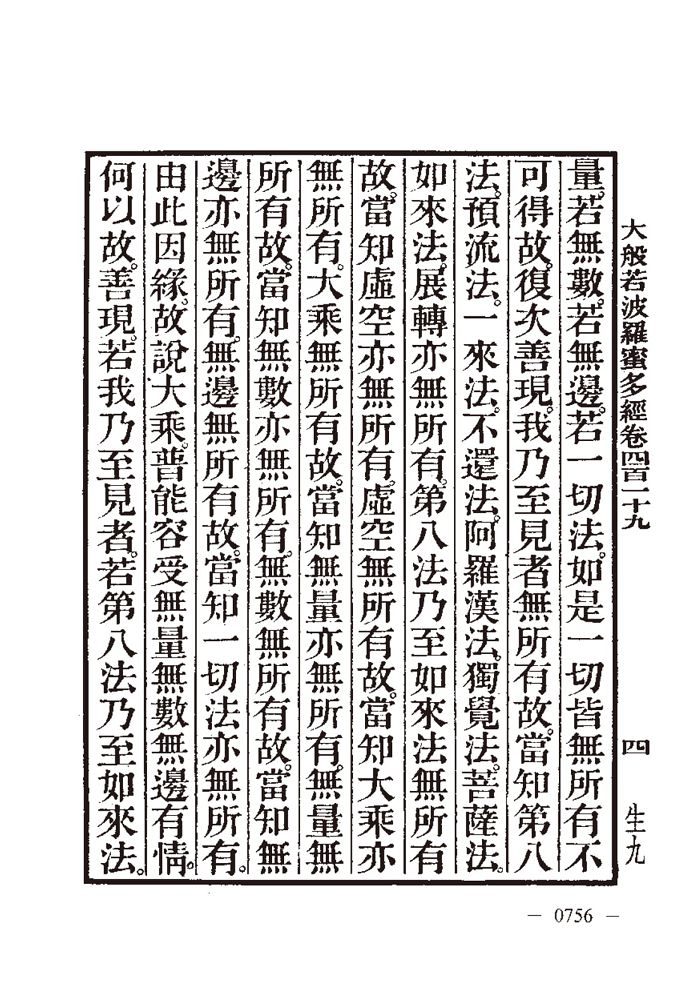 大般若波羅蜜多經卷四百二十九
四
生九
量。若無數。若無邊。若一切法。如是一切皆無所有不
可得故。復次善現。我乃至見者無所有故。當知第八
法。預流法。一來法。不還法。阿羅漢法。獨覺法。菩薩法。
如來法。展轉亦無所有。第八法乃至如來法無所有
故。當知虛空亦無所有。虛空無所有故。當知大乘亦
無所有。大乘無所有故。當知無量亦無所有。無量無
所有故。當知無數亦無所有。無數無所有故。當知無
邊亦無所有。無邊無所有故。當知一切法亦無所有。
由此因緣。故說大乘。普能容受無量無數無邊有情。
何以故。善現。若我乃至見者。若第八法乃至如來法。
— 0756 —